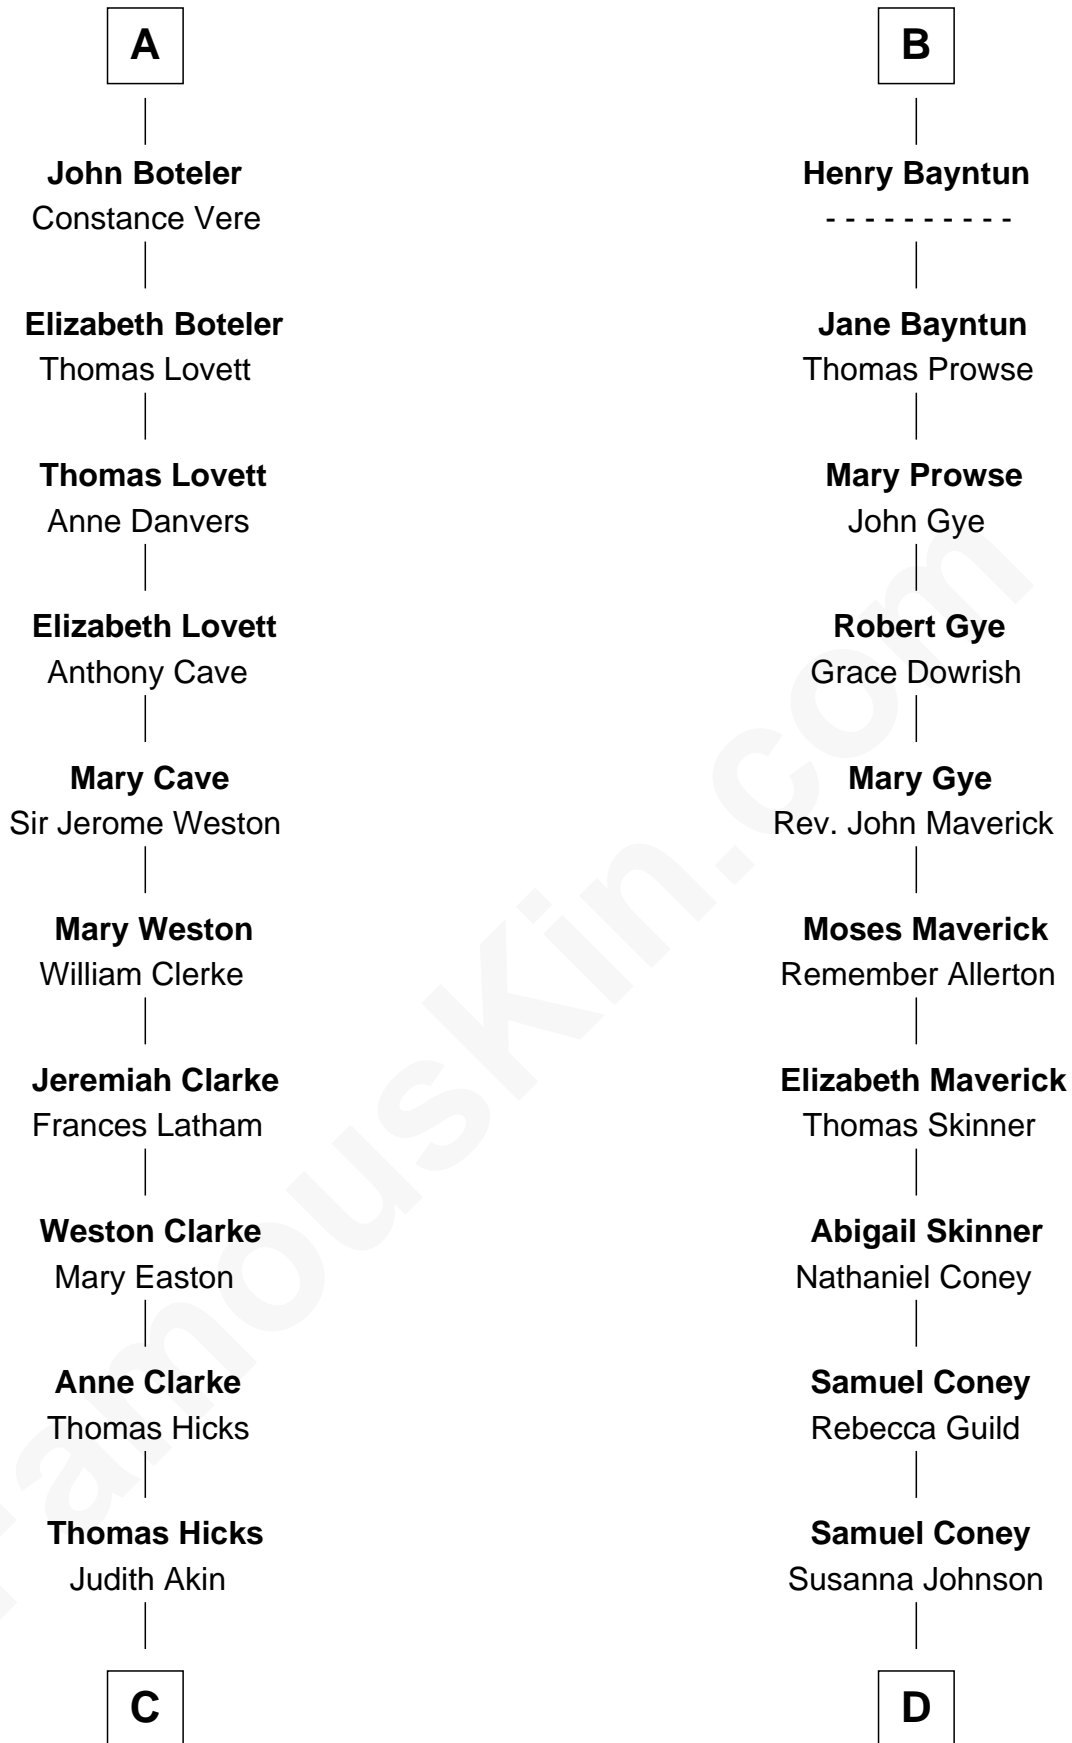 A
John Boteler
Constance Vere
Elizabeth Boteler
Thomas Lovett
Thomas Lovett
Anne Danvers
Elizabeth Lovett
Anthony Cave
Mary Cave
Sir Jerome Weston
Mary Weston
William Clerke
Jeremiah Clarke
Frances Latham
Weston Clarke
Mary Easton
Anne Clarke
Thomas Hicks
Thomas Hicks
Judith Akin
C
B
Henry Bayntun
- - - - - - - - - -
Jane Bayntun
Thomas Prowse
Mary Prowse
John Gye
Robert Gye
Grace Dowrish
Mary Gye
Rev. John Maverick
Moses Maverick
Remember Allerton
Elizabeth Maverick
Thomas Skinner
Abigail Skinner
Nathaniel Coney
Samuel Coney
Rebecca Guild
Samuel Coney
Susanna Johnson
D
FamousKin.com